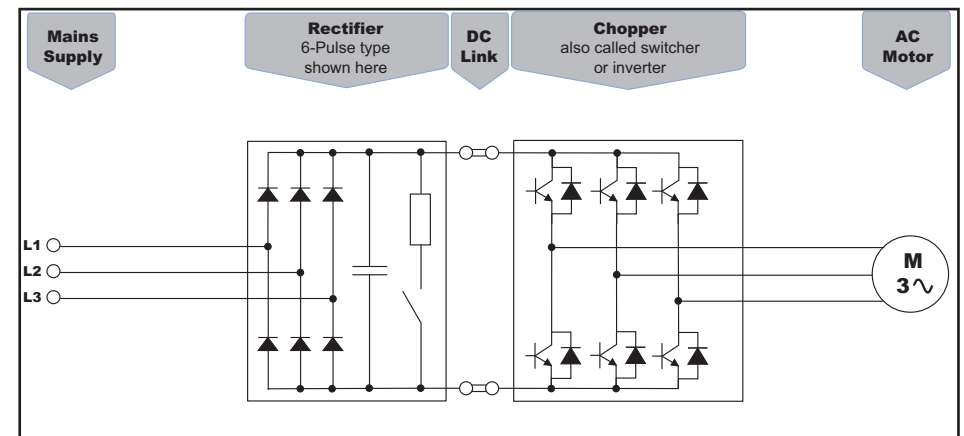 Mains
Supply
Rectifier
6-Pulse type
shown here
DC
Link
Chopper
also called switcher
or inverter
AC
Motor
L1
L2
L3
M
3∿